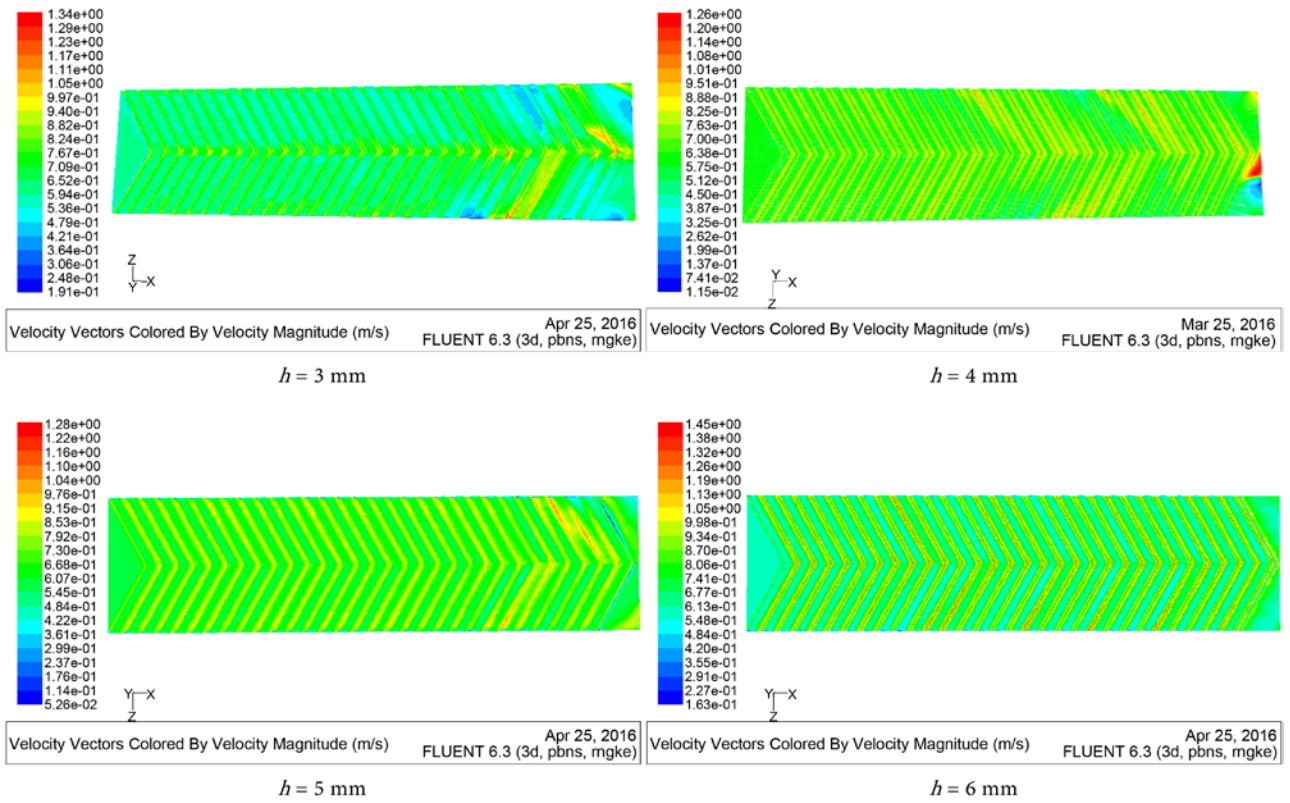 1.34e+00
1.29e+00
1.23e+00
1.17e+00
1.11e+00
1.05e+00
9.97e-01
9.40e-01
8.82e-01
8.24e-01
7.67e-01
7.09e-01
6.52e-01
5.94e-01
5.36e-01
4.79e-01
4.21e-01
3.64e-01
3.06e-01
2.48e-01
1.91e-01
Z
Y X
Velocity Vectors Colored By Velocity Magnitude (m/s)
Apr 25, 2016
FLUENT 6.3 (3d, pbns, rngke)
h = 3 mm
1.26e+00
1.20e+00
1.14e+00
1.08e+00
1.01e+00
9.51e-01
8.88e-01
8.25e-01
7.63e-01
7.00e-01
6.38e-01
5.75e-01
5.12e-01
4.50e-01
3.87e-01
3.25e-01
2.62e-01
1.99e-01
1.37e-01
7.41e-02
1.15e-02
Y
X
Z
Velocity Vectors Colored By Velocity Magnitude (m/s)
Mar 25, 2016
FLUENT 6.3 (3d, pbns, rngke)
h = 4 mm
1.28e+00
1.22e+00
1.16e+00
1.10e+00
1.04e+00
9.76e-01
9.15e-01
8.53e-01
7.92e-01
7.30e-01
6.68e-01
6.07e-01
5.45e-01
4.84e-01
4.22e-01
3.61e-01
2.99e-01
2.37e-01
1.76e-01
1.14e-01
5.26e-02
Y X
Z
Velocity Vectors Colored By Velocity Magnitude (m/s)
Apr 25, 2016
FLUENT 6.3 (3d, pbns, rngke)
h = 5 mm
1.45e+00
1.38e+00
1.32e+00
1.26e+00
1.19e+00
1.13e+00
1.05e+00
9.98e-01
9.34e-01
8.70e-01
8.06e-01
7.41e-01
6.77e-01
6.13e-01
5.48e-01
4.84e-01
4.20e-01
3.55e-01
2.91e-01
2.27e-01
1.63e-01
Y X
Z
Velocity Vectors Colored By Velocity Magnitude (m/s)
Apr 25, 2016
FLUENT 6.3 (3d, pbns, rngke)
h = 6 mm